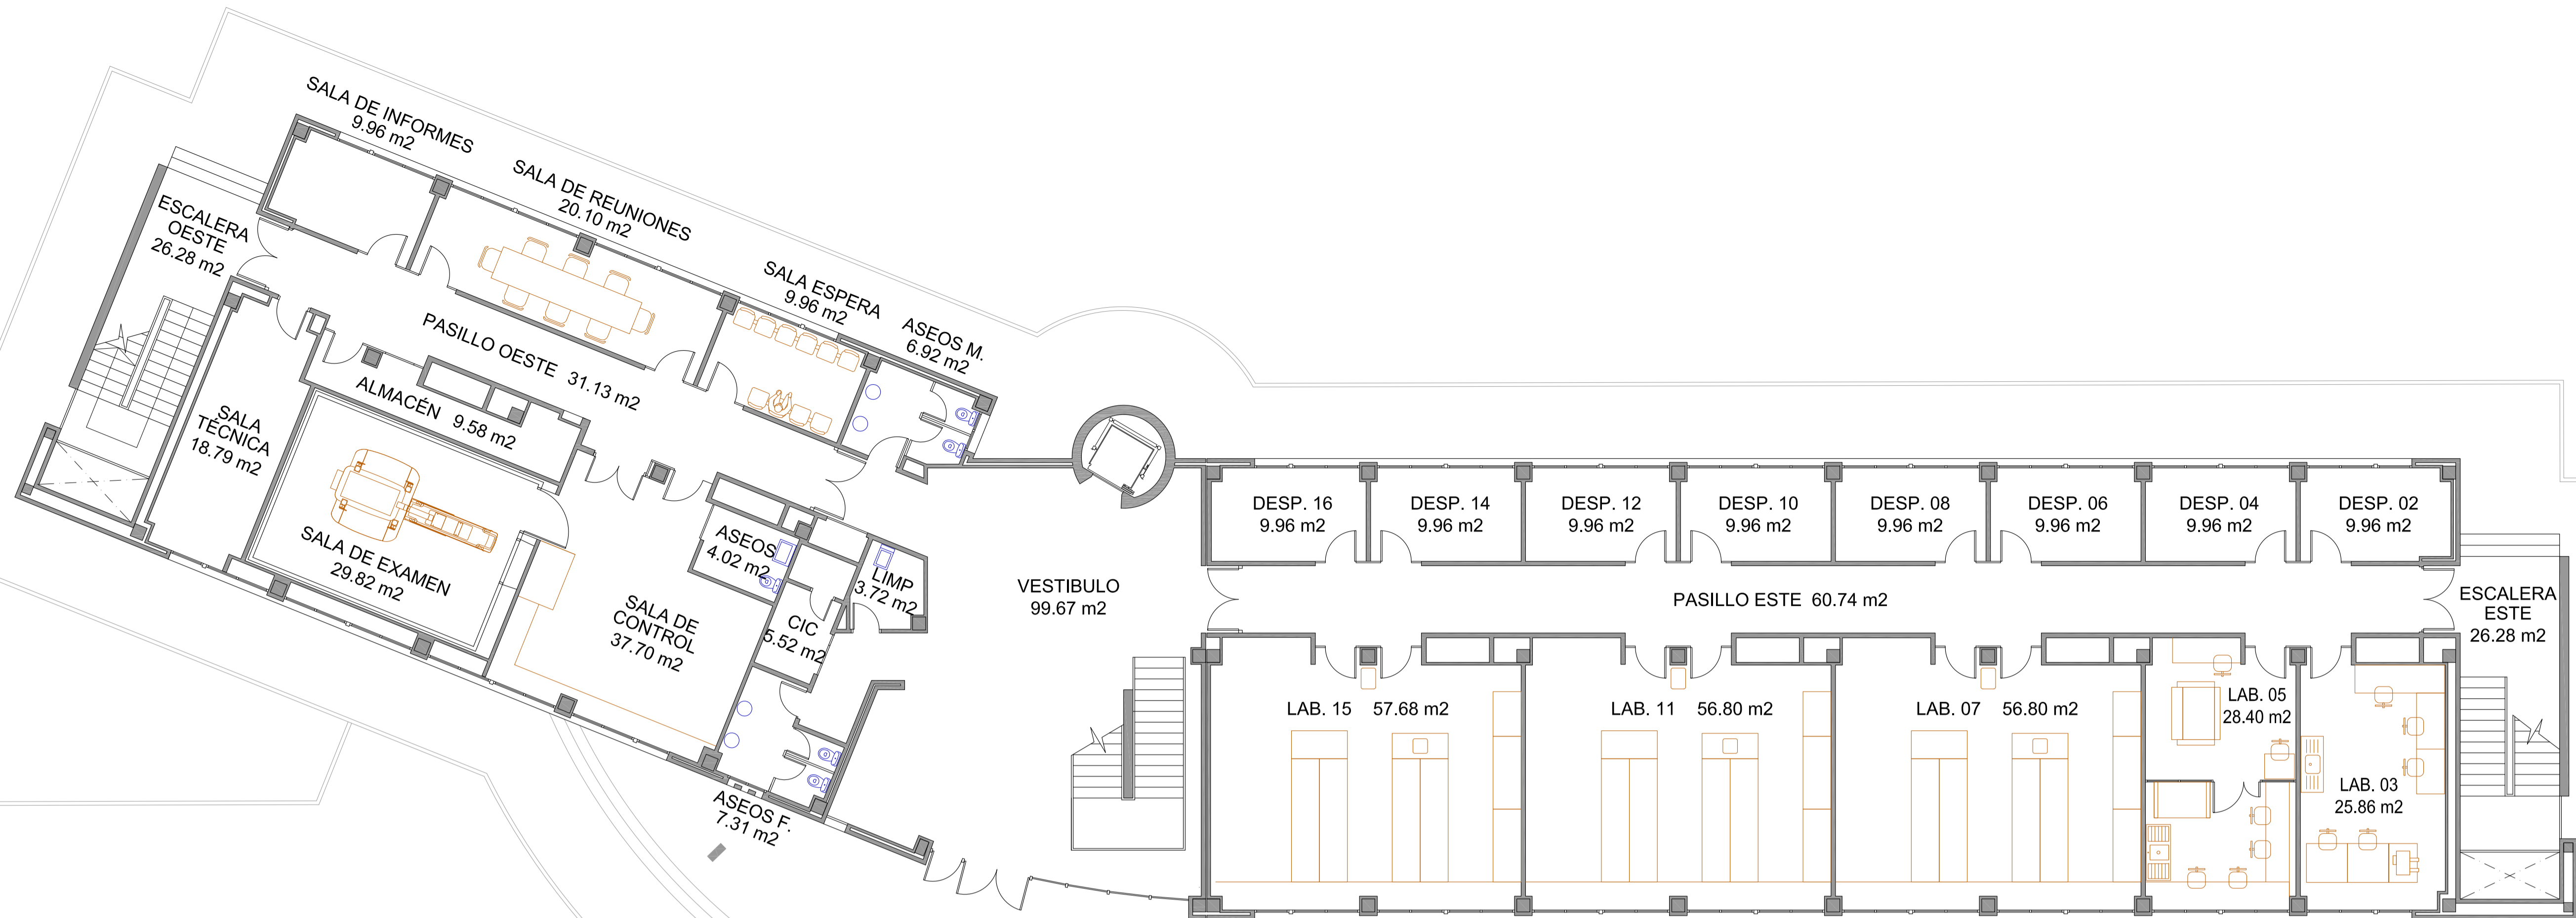 SALA DE INFORMES
9.96 m2
SALA DE REUNIONES
20.10 m2
SALA ESPERA
9.96 m2
ASEOS M.
6.92 m2
ESCALERA
OESTE
26.28 m2
PASILLO OESTE 31.13 m2
ALMACÉN 9.58 m2
SALA
TÉCNICA
18.79 m2
SALA DE EXAMEN
29.82 m2
SALA DE
CONTROL
37.70 m2
ASEOS
4.02 m2
LIMP
3.72 m2
CIC
5.52 m2
ASEOS F.
7.31 m2
VESTIBULO
99.67 m2
DESP. 16
9.96 m2
DESP. 14
9.96 m2
DESP. 12
9.96 m2
DESP. 10
9.96 m2
DESP. 08
9.96 m2
DESP. 06
9.96 m2
DESP. 04
9.96 m2
DESP. 02
9.96 m2
PASILLO ESTE 60.74 m2
ESCALERA
ESTE
26.28 m2
LAB. 15 57.68 m2
LAB. 11 56.80 m2
LAB. 07 56.80 m2
LAB. 05
28.40 m2
LAB. 03
25.86 m2